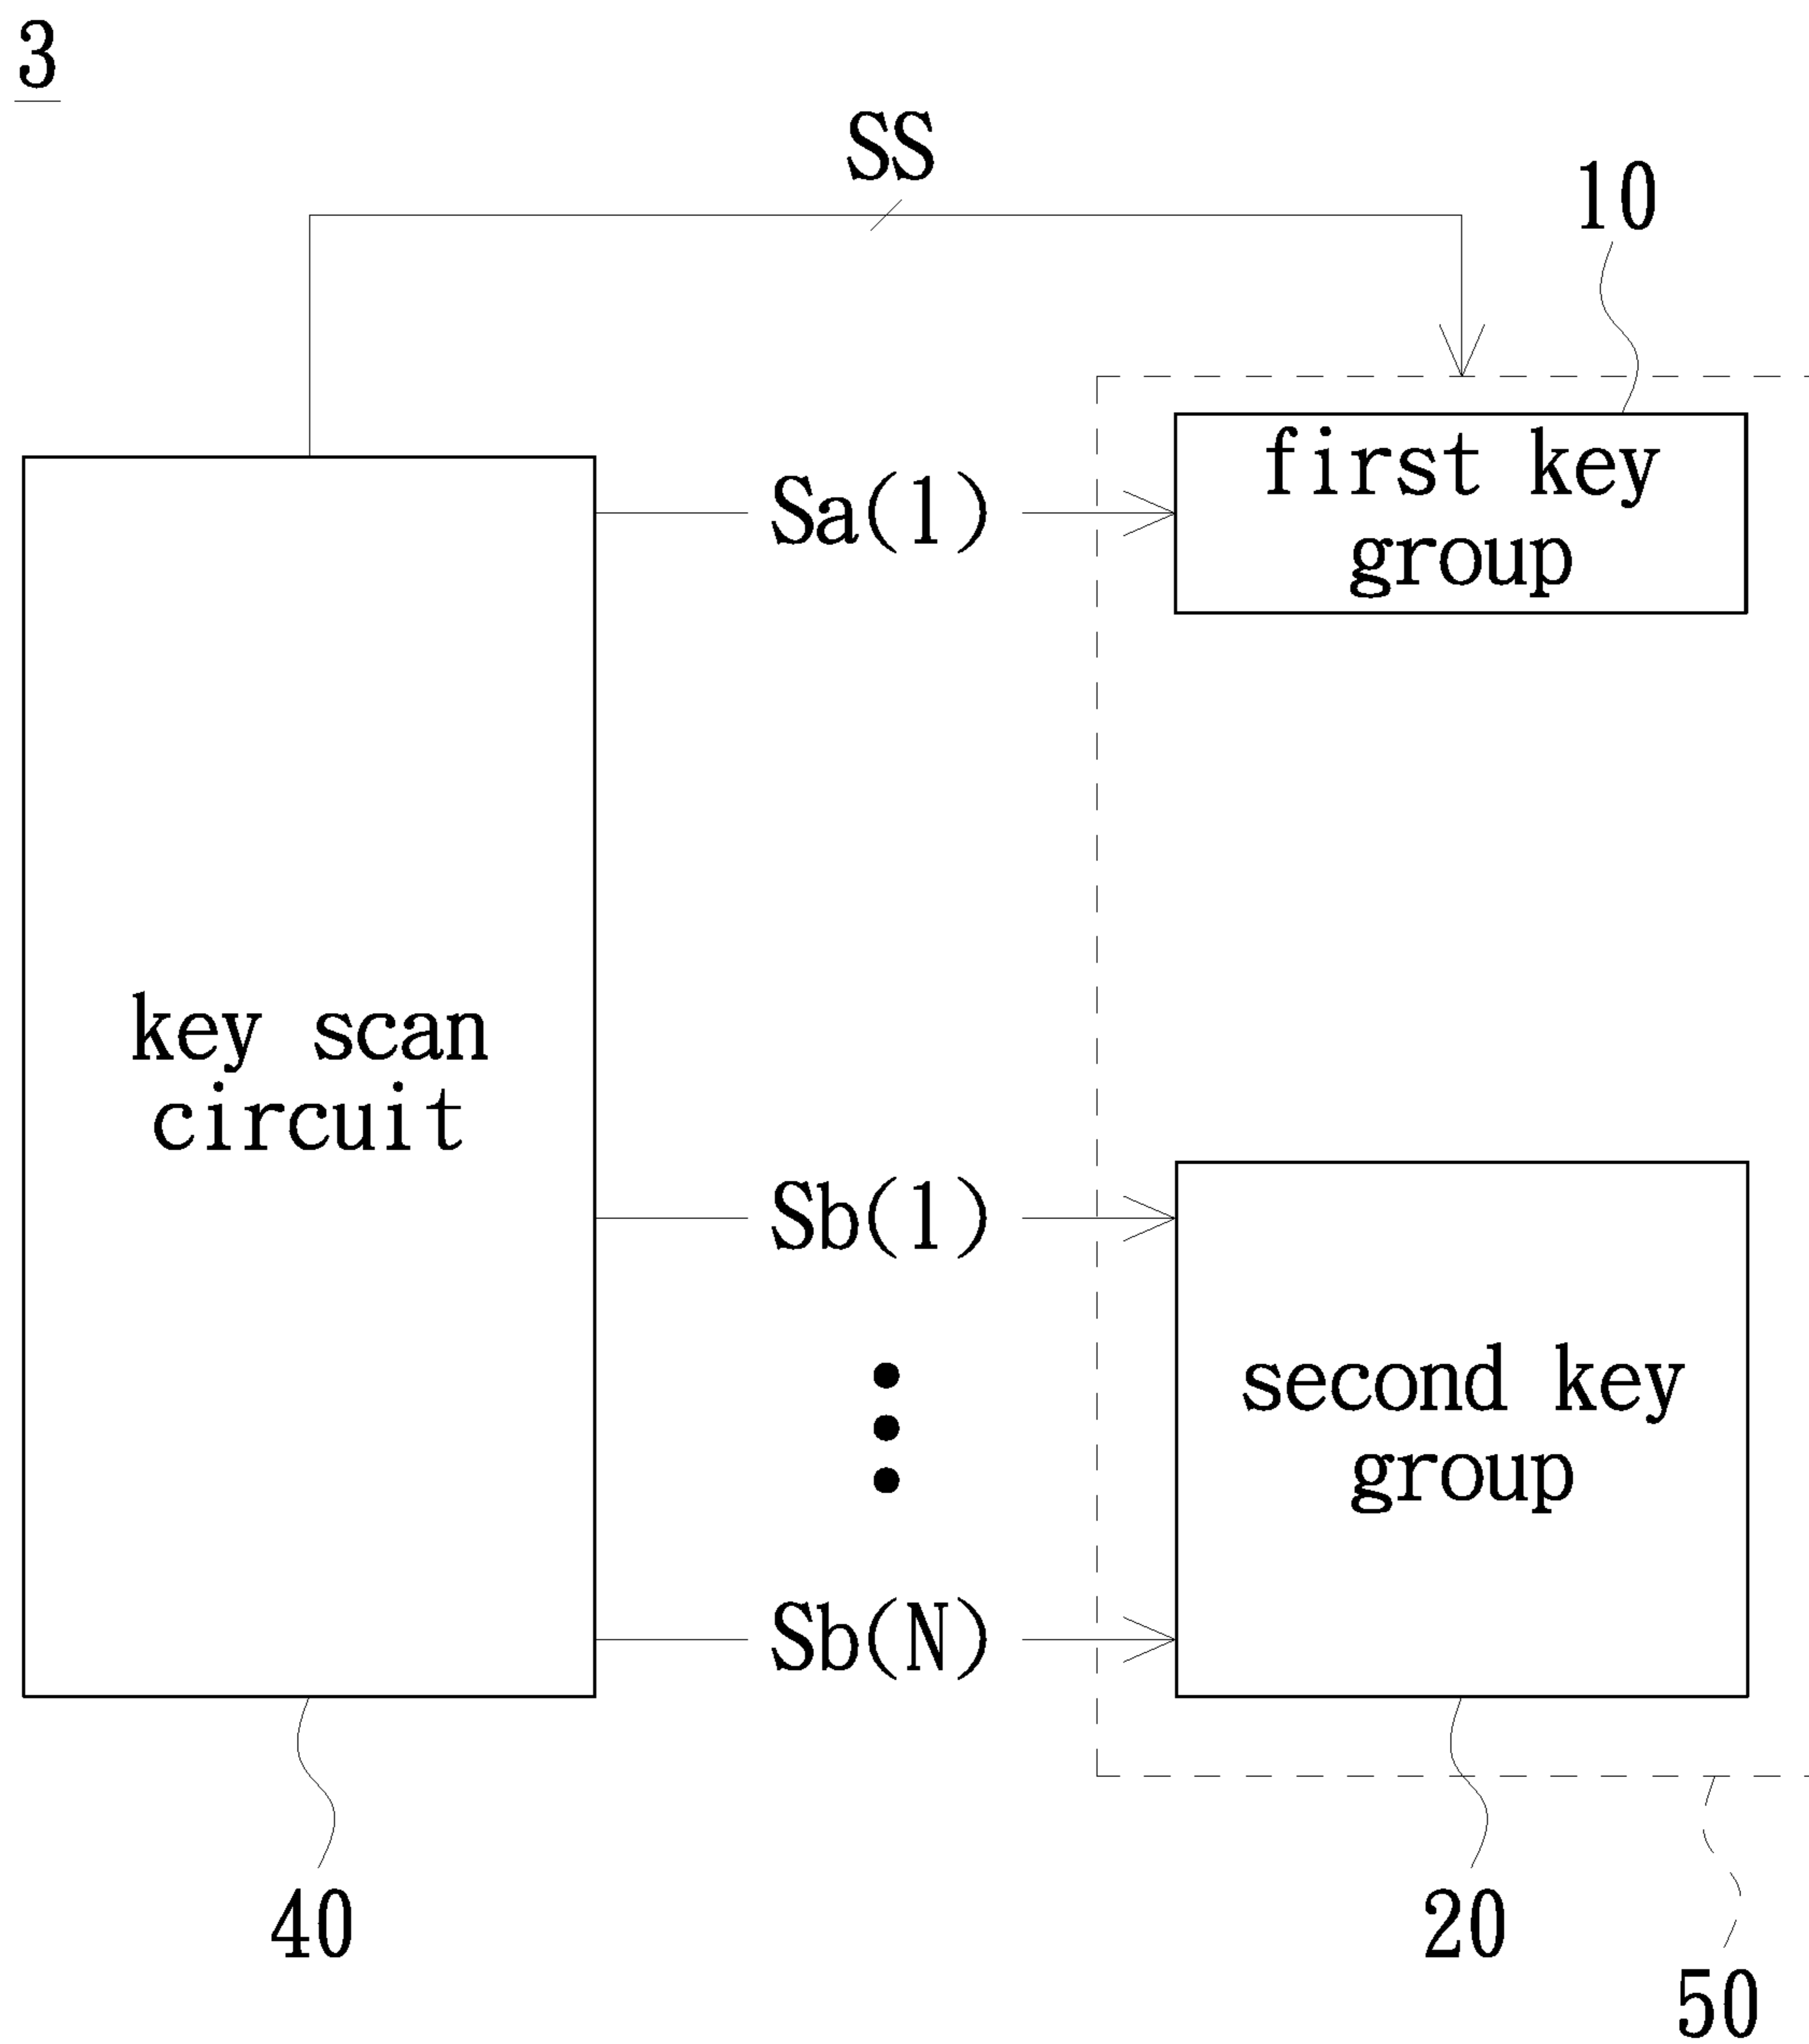 3
SS
10
first key
group
Sa(1)
key scan
circuit
Sb(1)
second key
group
Sb(N)
40
20
50